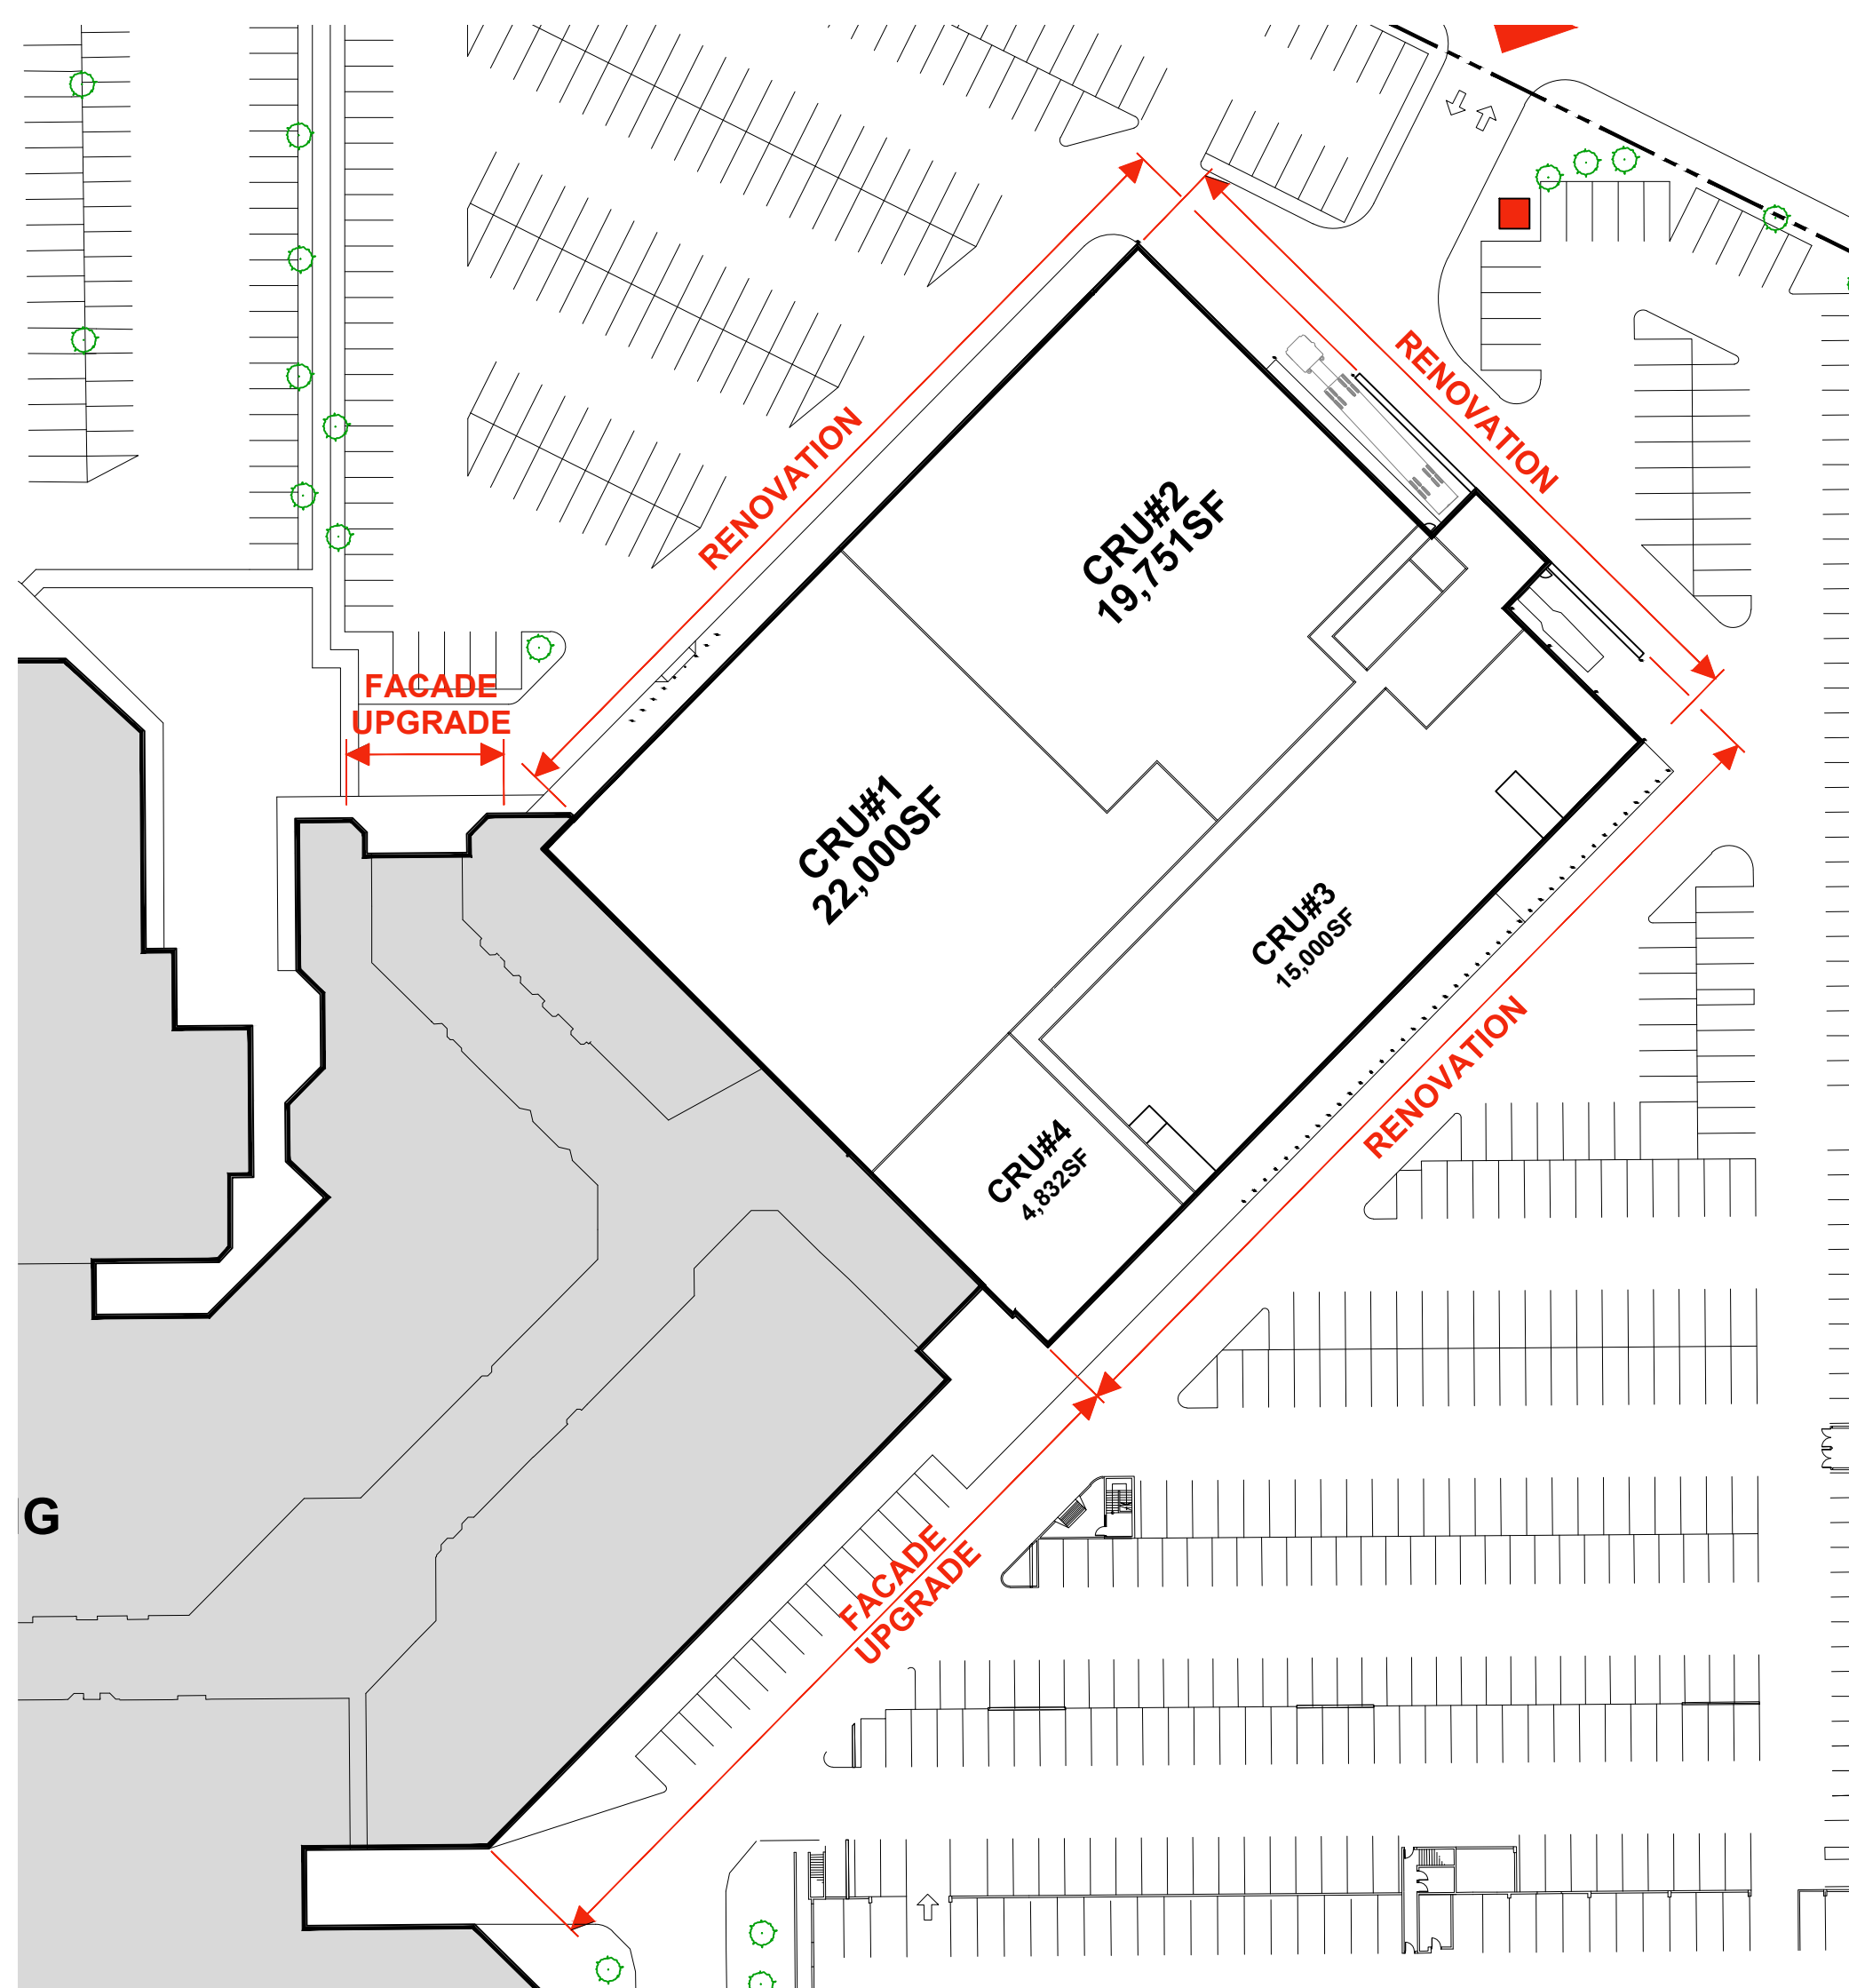 RENOVATION
RENOVATION
CRU#2
19,751SF
FACADE
UPGRADE
CRU#1
22,000SF
CRU#3
15,000SF
RENOVATION
CRU#4
4,832SF
G
FACADE
UPGRADE